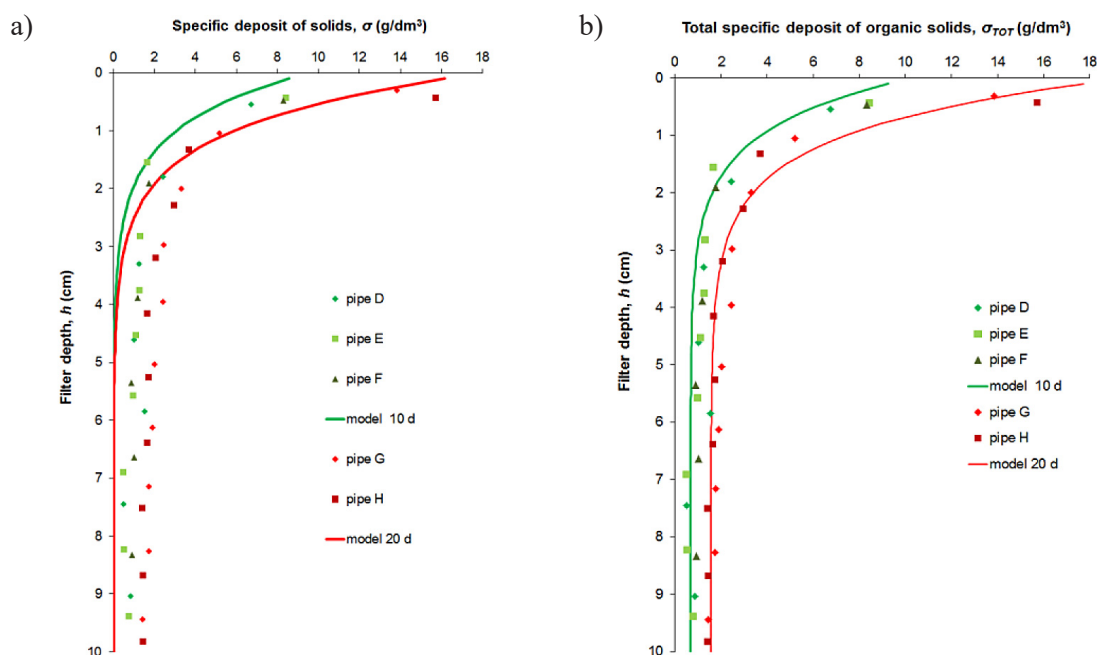 a)
Specific deposit of solids, σ (g/dm³)
0 2 4 6 8 10 12 14 16 18
0
1
2
3
4
5
6
7
8
9
10
Filter depth, h (cm)
pipe D
pipe E
pipe F
model 10 d
pipe G
pipe H
model 20 d
b)
Total specific deposit of organic solids, σTOT (g/dm³)
0 2 4 6 8 10 12 14 16 18
0
1
2
3
4
5
6
7
8
9
10
Filter depth, h (cm)
pipe D
pipe E
pipe F
model 10 d
pipe G
pipe H
model 20 d